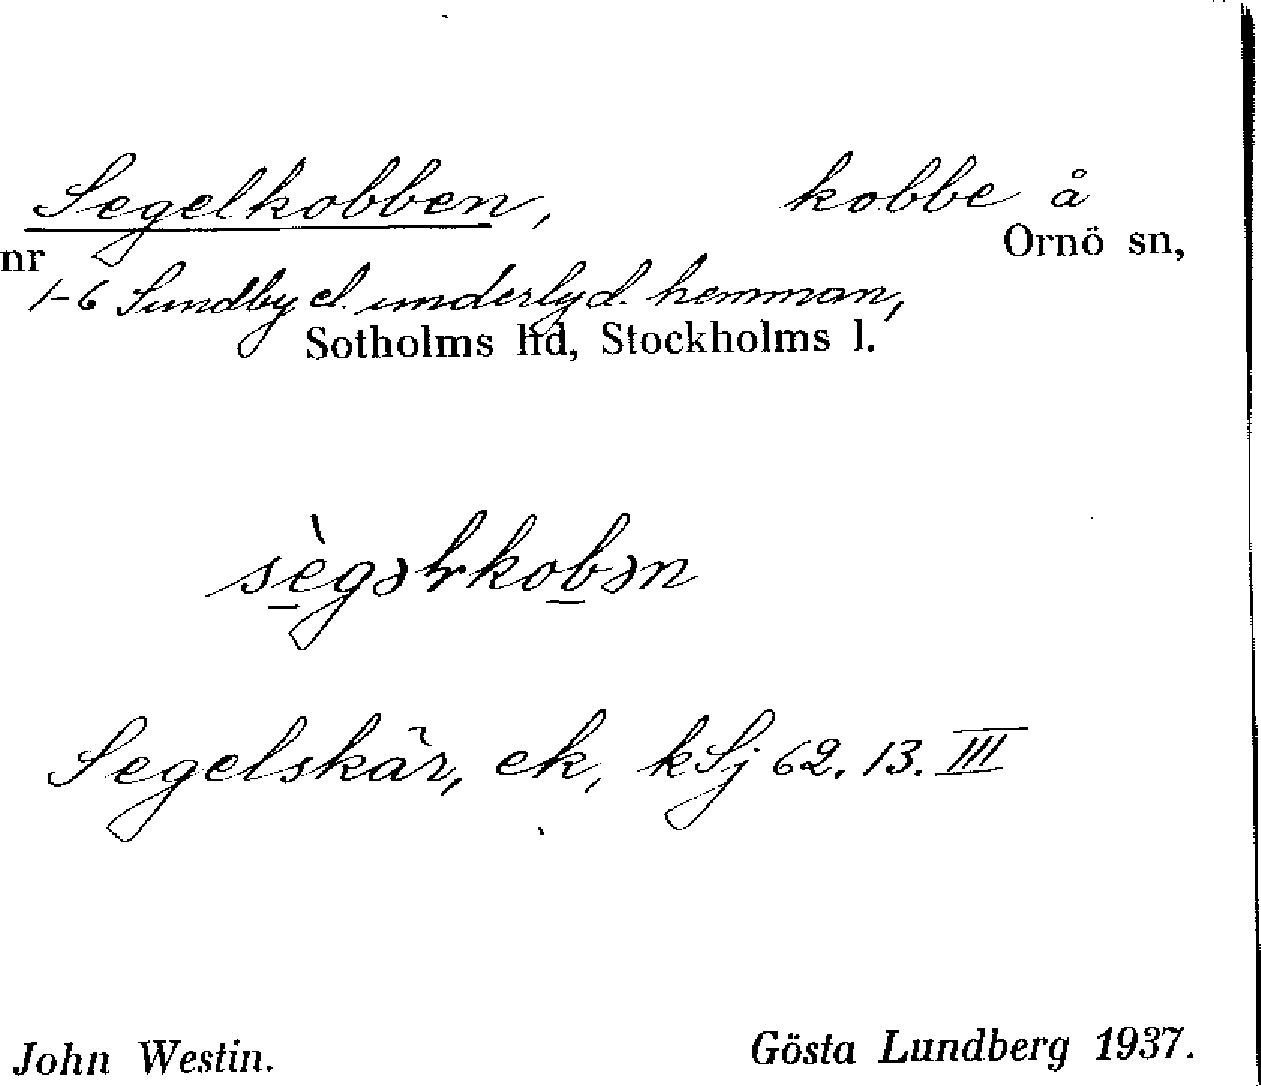 Segelkobben, kobbe å
nr Ornö sn,
1-6 Sundby el. underlyd. hemman,
Sotholms hd, Stockholms l.
sègəlkobən
Segelskär, ek, kSj 62. 13. III
John Westin. Gösta Lundberg 1937.